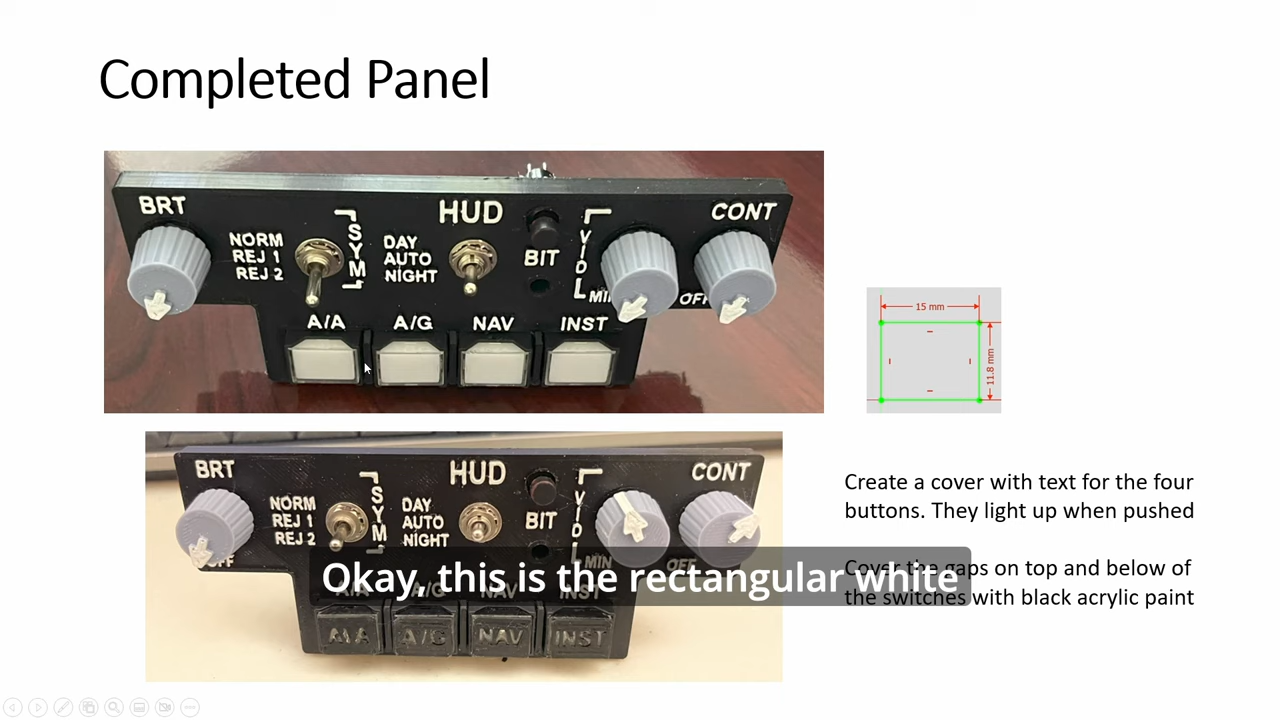 Completed Panel
BRT
HUD
CONT
NORM
REJ 1
REJ 2
SYM
DAY
AUTO
NIGHT
BIT
VID
MIN
OFF
A/A
A/G
NAV
INST
15 mm
11.8 mm
BRT
HUD
CONT
NORM
REJ 1
REJ 2
SYM
DAY
AUTO
NIGHT
BIT
VID
OFF
MIN
OFF
A/A
A/G
NAV
INST
A/A
A/G
NAV
INST
Create a cover with text for the four
buttons. They light up when pushed
Cover the gaps on top and below of
the switches with black acrylic paint
Okay, this is the rectangular white